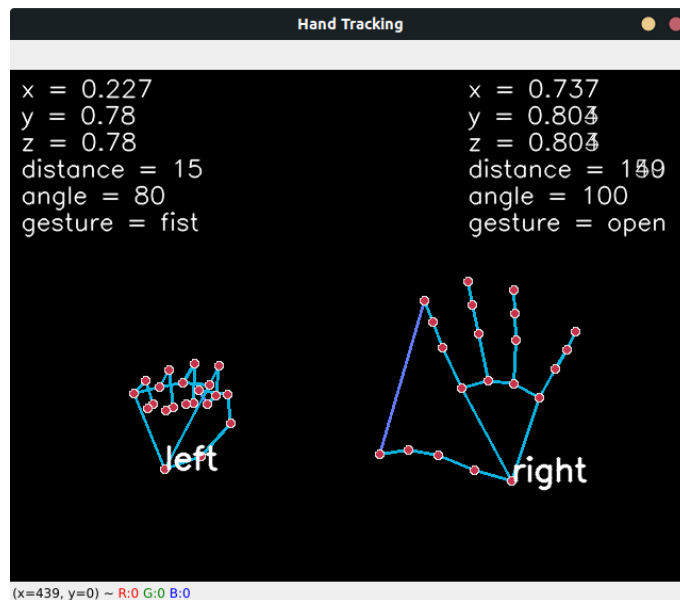 Hand Tracking
x = 0.227
y = 0.78
z = 0.78
distance = 15
angle = 80
gesture = fist
x = 0.737
y =
z =
distance =
angle = 100
gesture = open
left
right
(x=439, y=0) ~ R:0 G:0 B:0